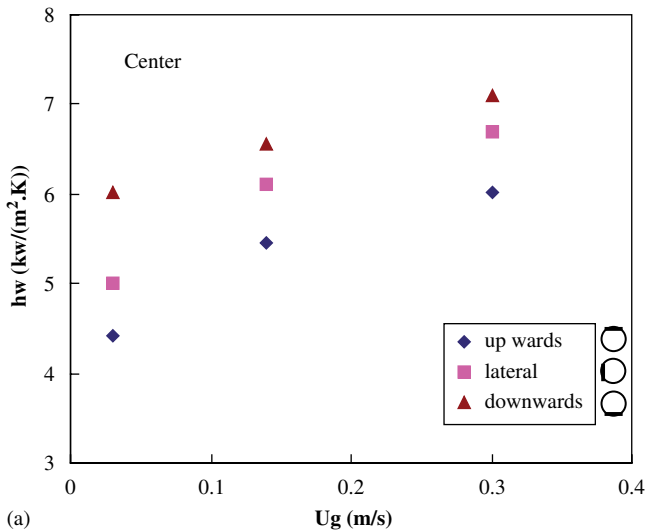 8
Center
7
6
hw (kw/(m².K))
5
up wards
4
lateral
downwards
3
0
0.1
0.2
0.3
0.4
(a)
Ug (m/s)